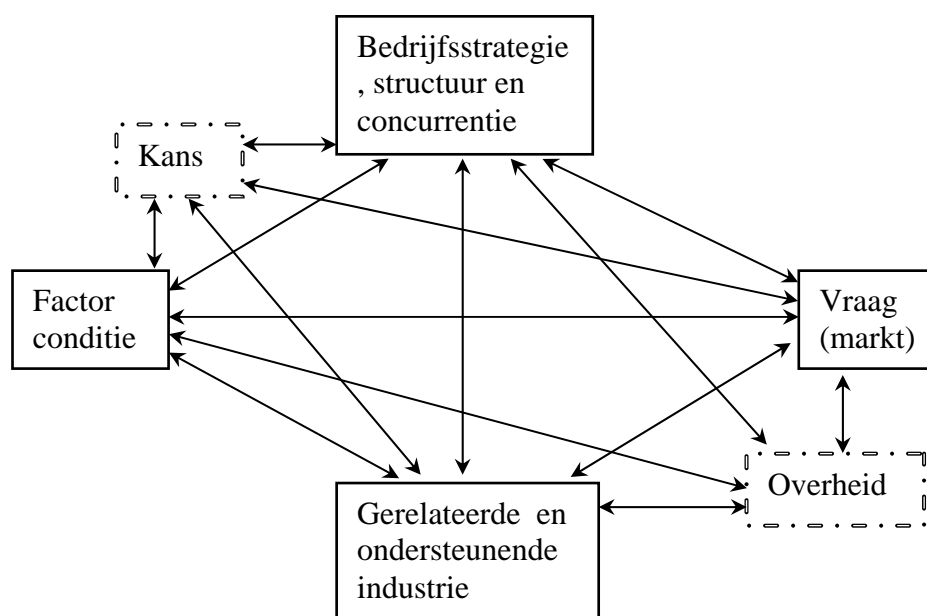 Bedrijfsstrategie
, structuur en
concurrentie
Kans
Factor
conditie
Vraag
(markt)
Overheid
Gerelateerde en
ondersteunende
industrie